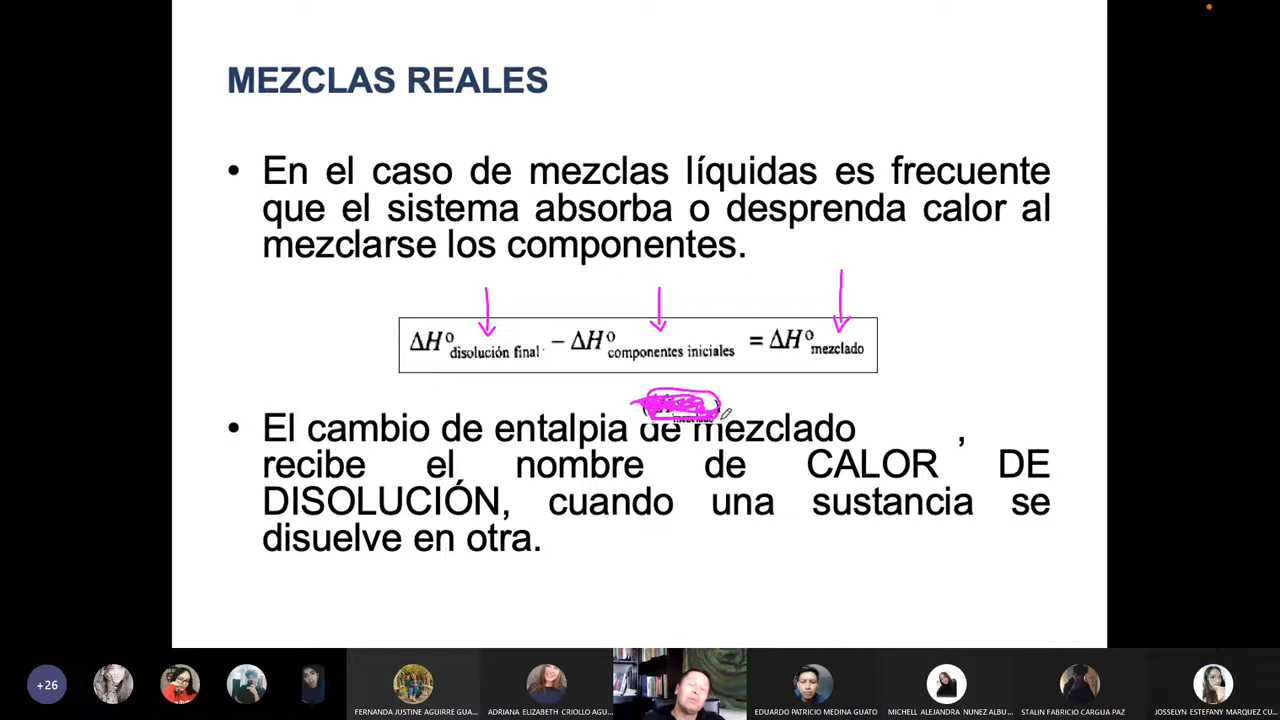 MEZCLAS REALES
• En el caso de mezclas líquidas es frecuente
que el sistema absorba o desprenda calor al
mezclarse los componentes.
ΔH° disolución final - ΔH° componentes iniciales = ΔH° mezclado
• El cambio de entalpia de mezclado ,
recibe el nombre de CALOR DE
DISOLUCIÓN, cuando una sustancia se
disuelve en otra.
+26
FERNANDA JUSTINE AGUIRRE GUA...
ADRIANA ELIZABETH CRIOLLO AGU...
EDUARDO PATRICIO MEDINA GUATO
MICHELL ALEJANDRA NUNEZ ALBU...
STALIN FABRICIO CARGUA PAZ
JOSSELYN ESTEFANY MARQUEZ CU...